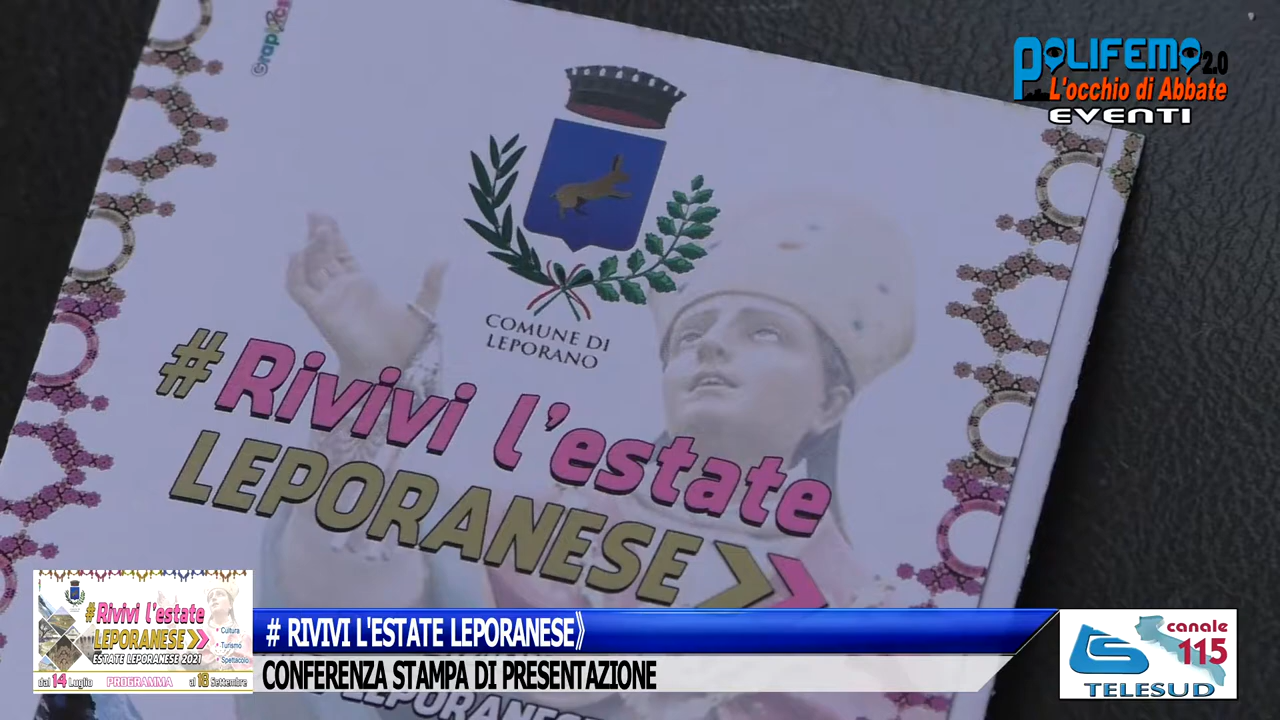 Graphica
POLIFEMO 2.0
L'occhio di Abbate
EVENTI
COMUNE DI
LEPORANO
#Rivivi l'estate
LEPORANESE
#Rivivi l'estate
LEPORANESE
ESTATE LEPORANESE 2021
• Cultura
• Turismo
• Spettacolo
dal 14 Luglio PROGRAMMA al 18 Settembre
# RIVIVI L'ESTATE LEPORANESE》
CONFERENZA STAMPA DI PRESENTAZIONE
canale
115
TELESUD
LEPORANESE